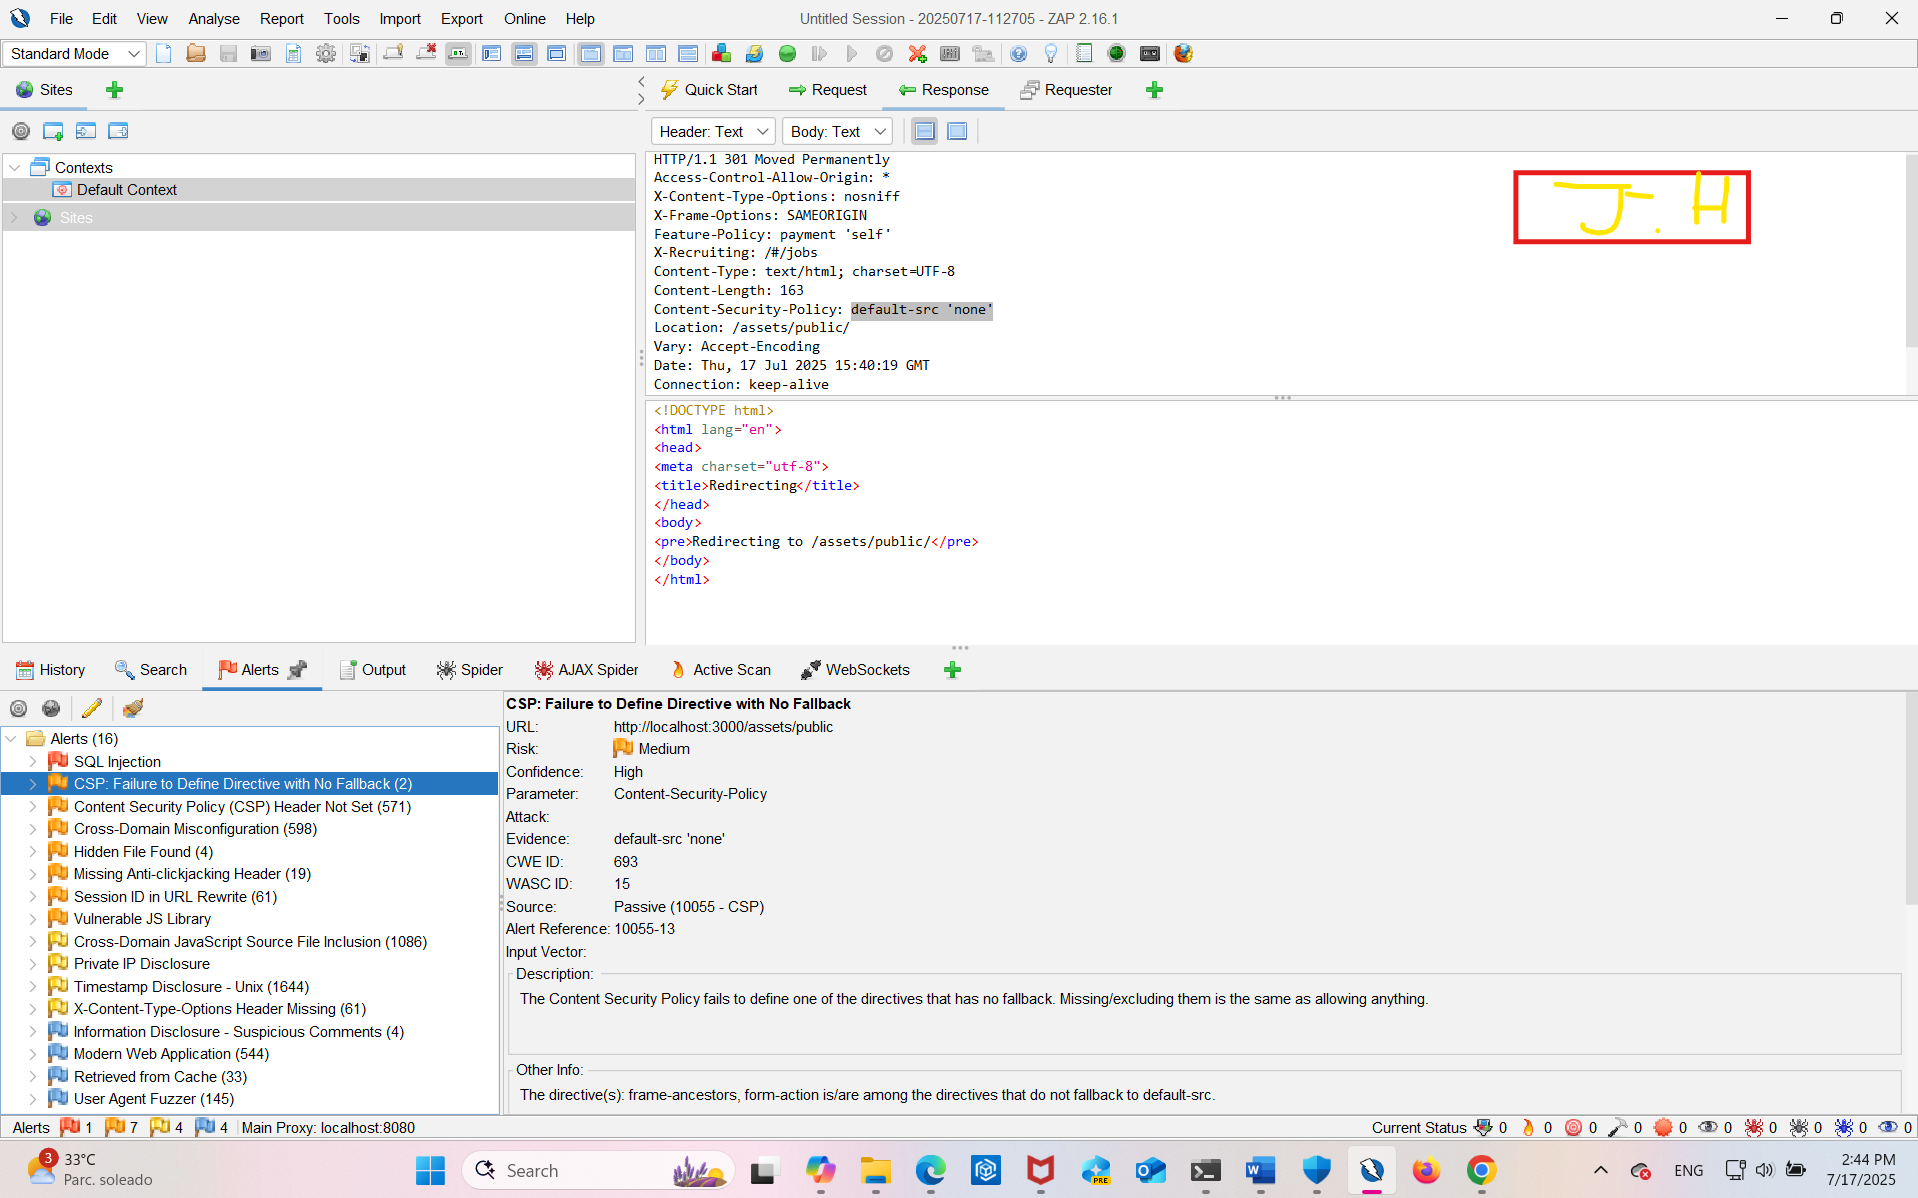 File Edit View Analyse Report Tools Import Export Online Help
Untitled Session - 20250717-112705 - ZAP 2.16.1
Standard Mode
Sites
Quick Start Request Response Requester
Header: Text Body: Text
Contexts
Default Context
Sites
HTTP/1.1 301 Moved Permanently
Access-Control-Allow-Origin: *
X-Content-Type-Options: nosniff
X-Frame-Options: SAMEORIGIN
Feature-Policy: payment 'self'
X-Recruiting: /#/jobs
Content-Type: text/html; charset=UTF-8
Content-Length: 163
Content-Security-Policy: default-src 'none'
Location: /assets/public/
Vary: Accept-Encoding
Date: Thu, 17 Jul 2025 15:40:19 GMT
Connection: keep-alive
J. H
<!DOCTYPE html>
<html lang="en">
<head>
<meta charset="utf-8">
<title>Redirecting</title>
</head>
<body>
<pre>Redirecting to /assets/public/</pre>
</body>
</html>
History Search Alerts Output Spider AJAX Spider Active Scan WebSockets
Alerts (16)
SQL Injection
CSP: Failure to Define Directive with No Fallback (2)
Content Security Policy (CSP) Header Not Set (571)
Cross-Domain Misconfiguration (598)
Hidden File Found (4)
Missing Anti-clickjacking Header (19)
Session ID in URL Rewrite (61)
Vulnerable JS Library
Cross-Domain JavaScript Source File Inclusion (1086)
Private IP Disclosure
Timestamp Disclosure - Unix (1644)
X-Content-Type-Options Header Missing (61)
Information Disclosure - Suspicious Comments (4)
Modern Web Application (544)
Retrieved from Cache (33)
User Agent Fuzzer (145)
CSP: Failure to Define Directive with No Fallback
URL: http://localhost:3000/assets/public
Risk: Medium
Confidence: High
Parameter: Content-Security-Policy
Attack:
Evidence: default-src 'none'
CWE ID: 693
WASC ID: 15
Source: Passive (10055 - CSP)
Alert Reference: 10055-13
Input Vector:
Description:
The Content Security Policy fails to define one of the directives that has no fallback. Missing/excluding them is the same as allowing anything.
Other Info:
The directive(s): frame-ancestors, form-action is/are among the directives that do not fallback to default-src.
Alerts 1 7 4 4 Main Proxy: localhost:8080
Current Status 0 0 0 0 0 0 0 0 0 0
3 33°C
Parc. soleado
Search
PRE
ENG
2:44 PM
7/17/2025